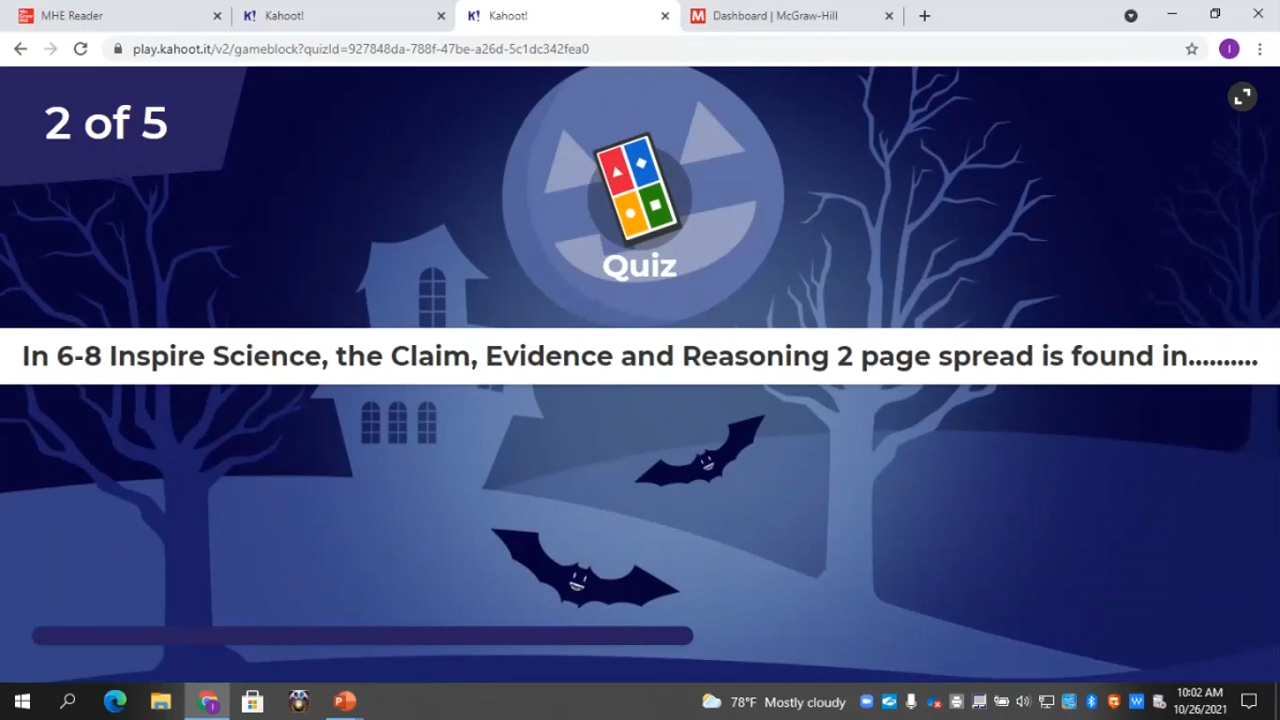 MHE Reader
Kahoot!
Kahoot!
Dashboard | McGraw-Hill
play.kahoot.it/v2/gameblock?quizId=927848da-788f-47be-a26d-5c1dc342fea0
I
2 of 5
Quiz
In 6-8 Inspire Science, the Claim, Evidence and Reasoning 2 page spread is found in..........
78°F Mostly cloudy
10:02 AM
10/26/2021